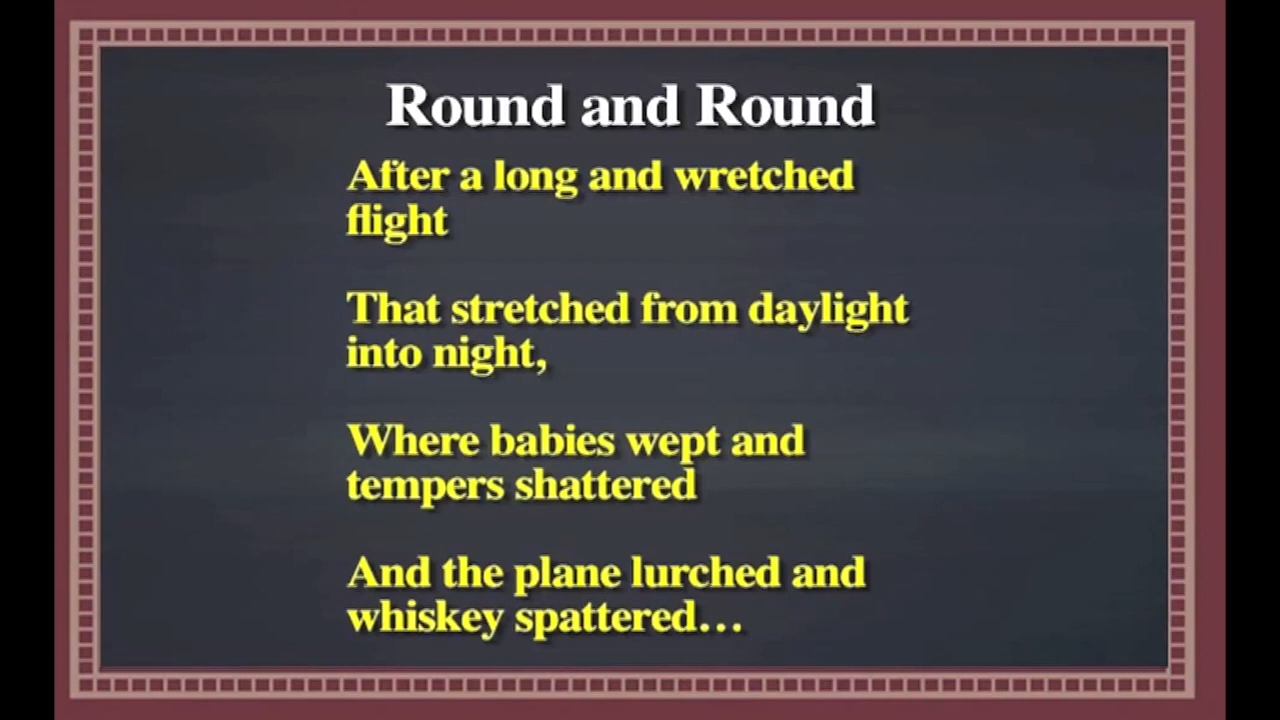 Round and Round
After a long and wretched
flight
That stretched from daylight
into night,
Where babies wept and
tempers shattered
And the plane lurched and
whiskey spattered…